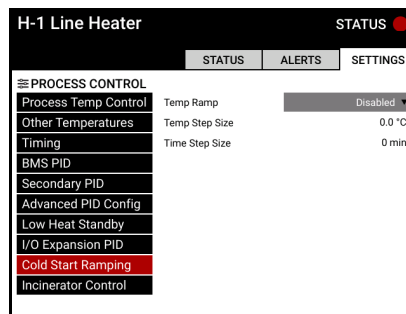 H-1 Line Heater
STATUS
STATUS
ALERTS
SETTINGS
PROCESS CONTROL
Process Temp Control
Other Temperatures
Timing
BMS PID
Secondary PID
Advanced PID Config
Low Heat Standby
I/O Expansion PID
Cold Start Ramping
Incinerator Control
Temp Ramp
Disabled
Temp Step Size
0.0 °C
Time Step Size
0 min